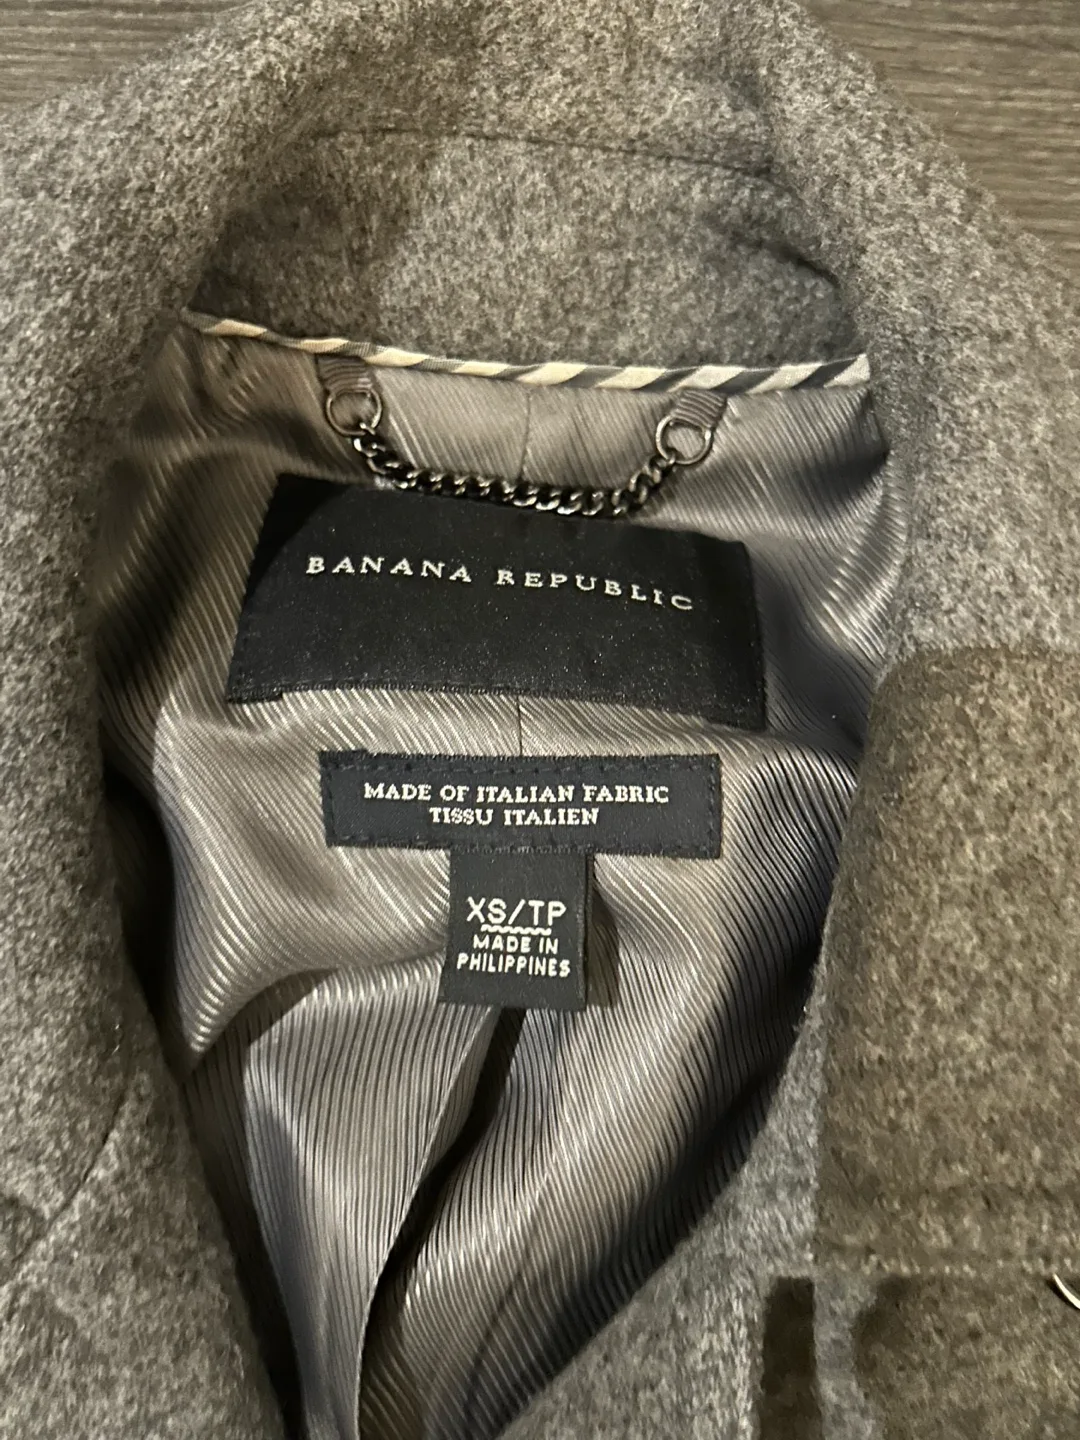 BANANA REPUBLIC
MADE OF ITALIAN FABRIC
TISSU ITALIEN
XS/TP
MADE IN
PHILIPPINES